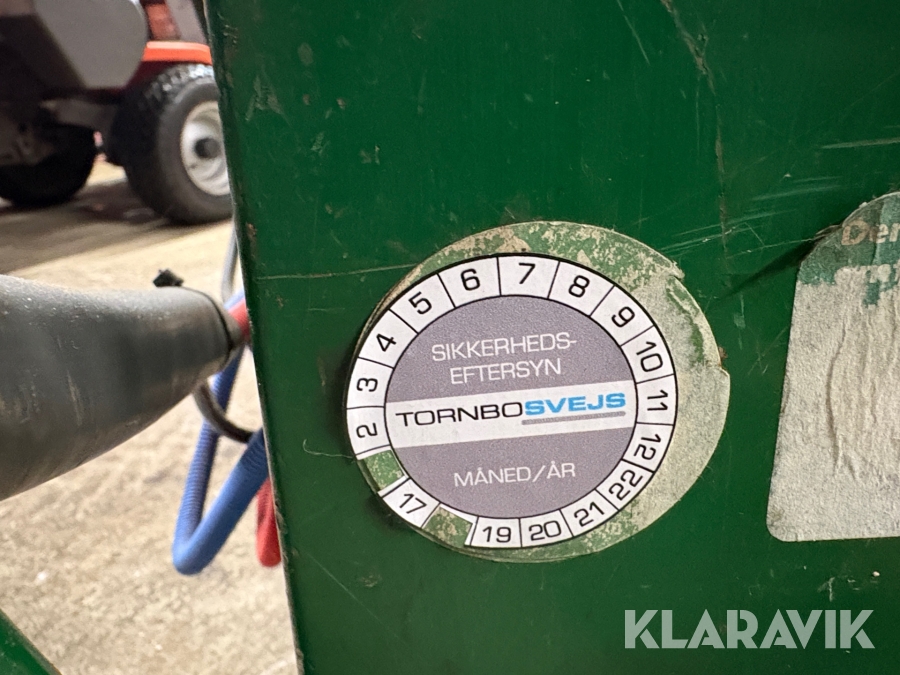 2 3 4 5 6 7 8 9 10 11 12
SIKKERHEDS-
EFTERSYN
TORNBOSVEJS
MÅNED/ÅR
17 19 20 21 22
Der
KLARAVIK